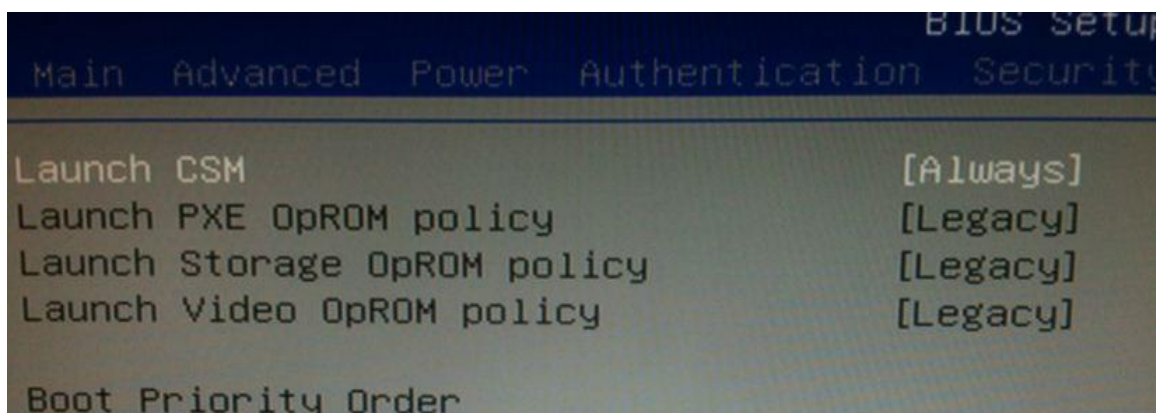 BIOS Setup
Main Advanced Power Authentication Security
Launch CSM [Always]
Launch PXE OpROM policy [Legacy]
Launch Storage OpROM policy [Legacy]
Launch Video OpROM policy [Legacy]
Boot Priority Order